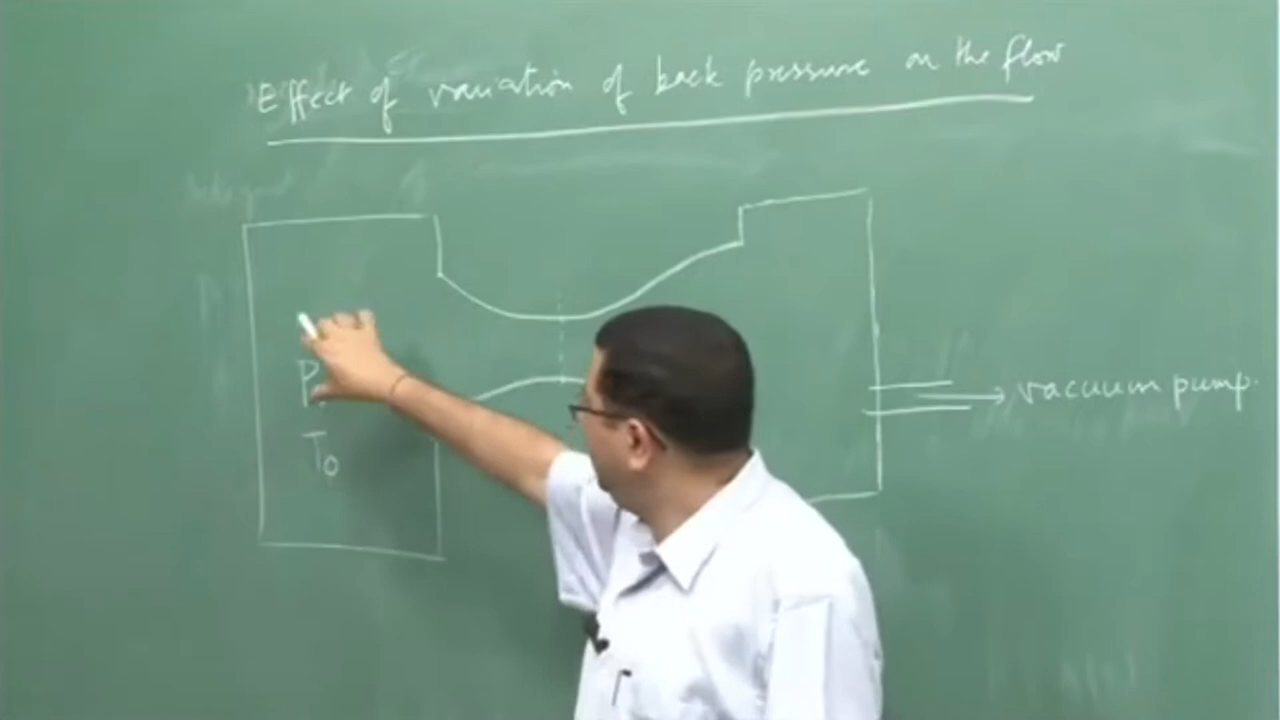 Effect of variation of back pressure on the flow
P
T0
vacuum pump.